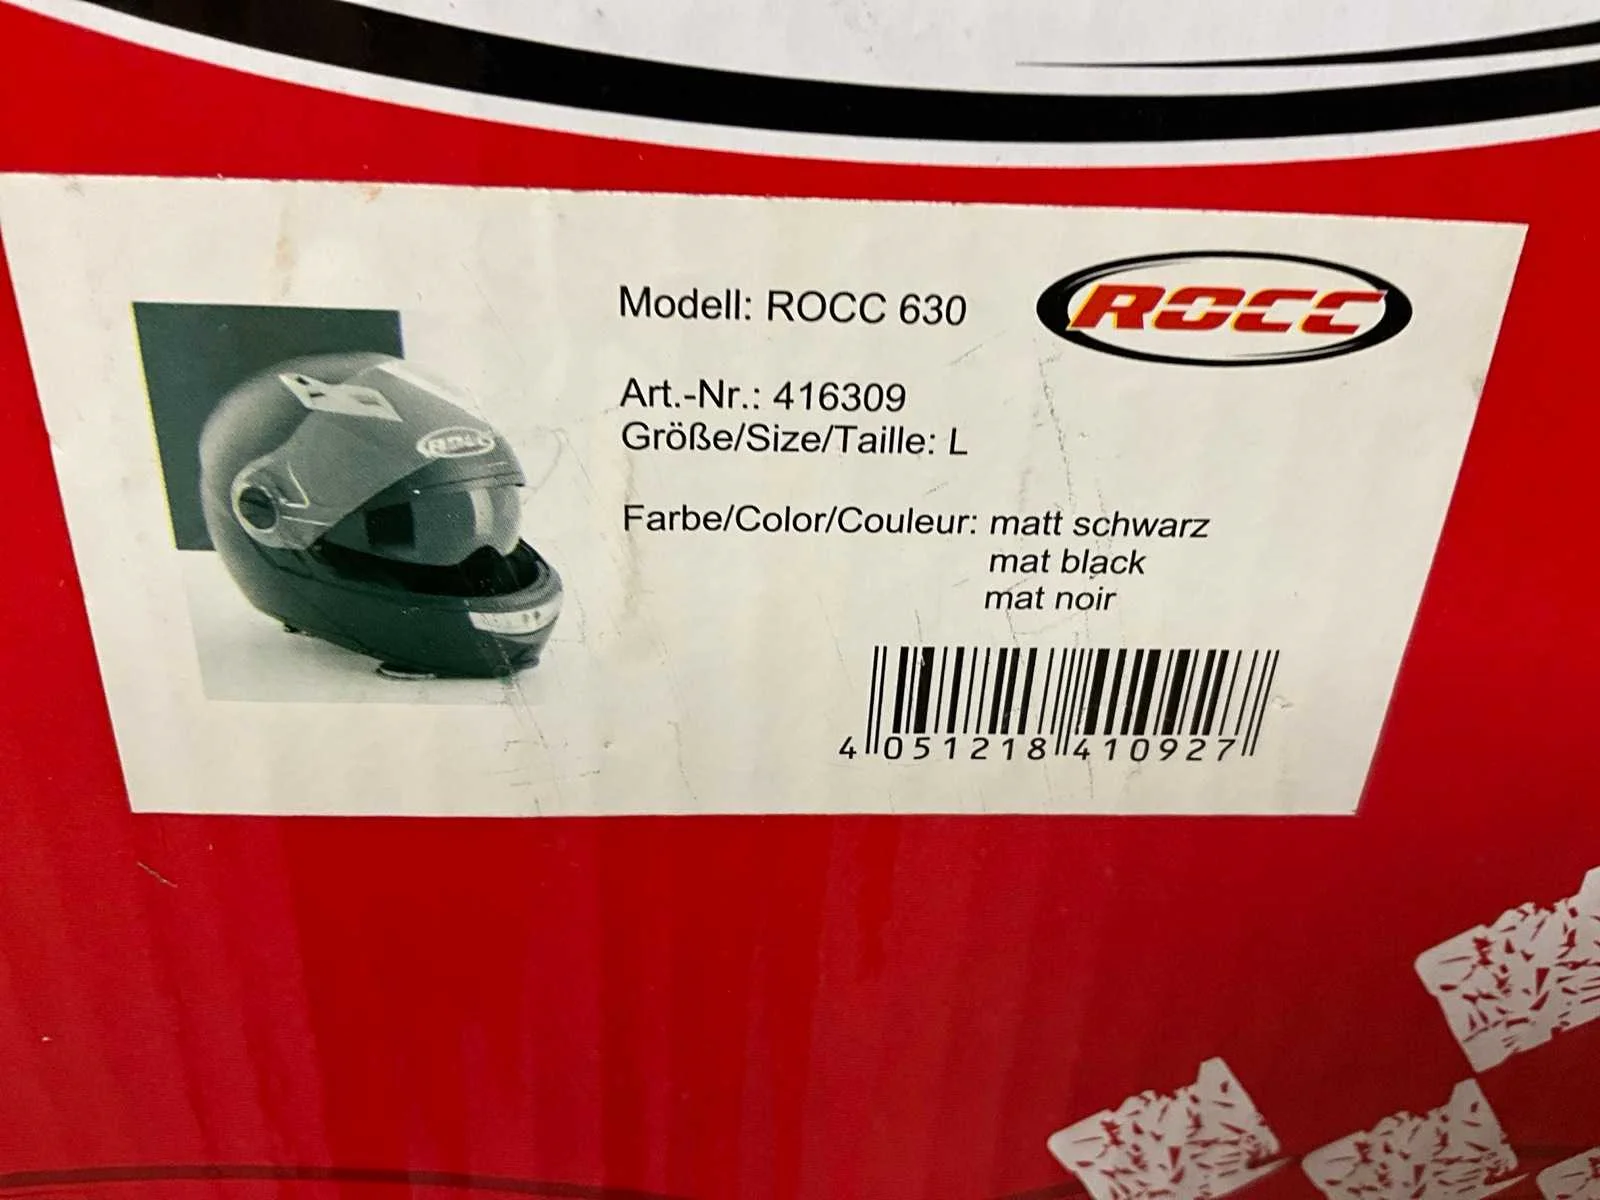 Modell: ROCC 630
ROCC
Art.-Nr.: 416309
Größe/Size/Taille: L
ROCC
Farbe/Color/Couleur: matt schwarz
mat black
mat noir
4 051218 410927